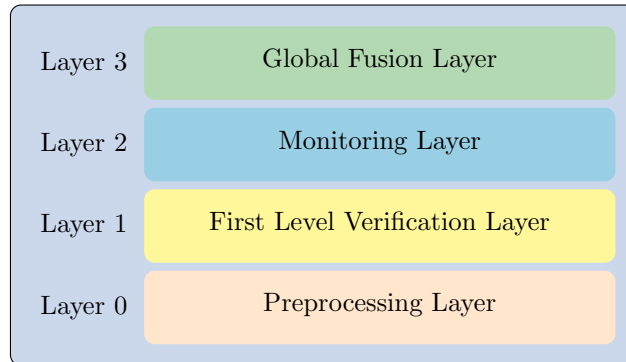 Layer 3 Global Fusion Layer
Layer 2 Monitoring Layer
Layer 1 First Level Verification Layer
Layer 0 Preprocessing Layer